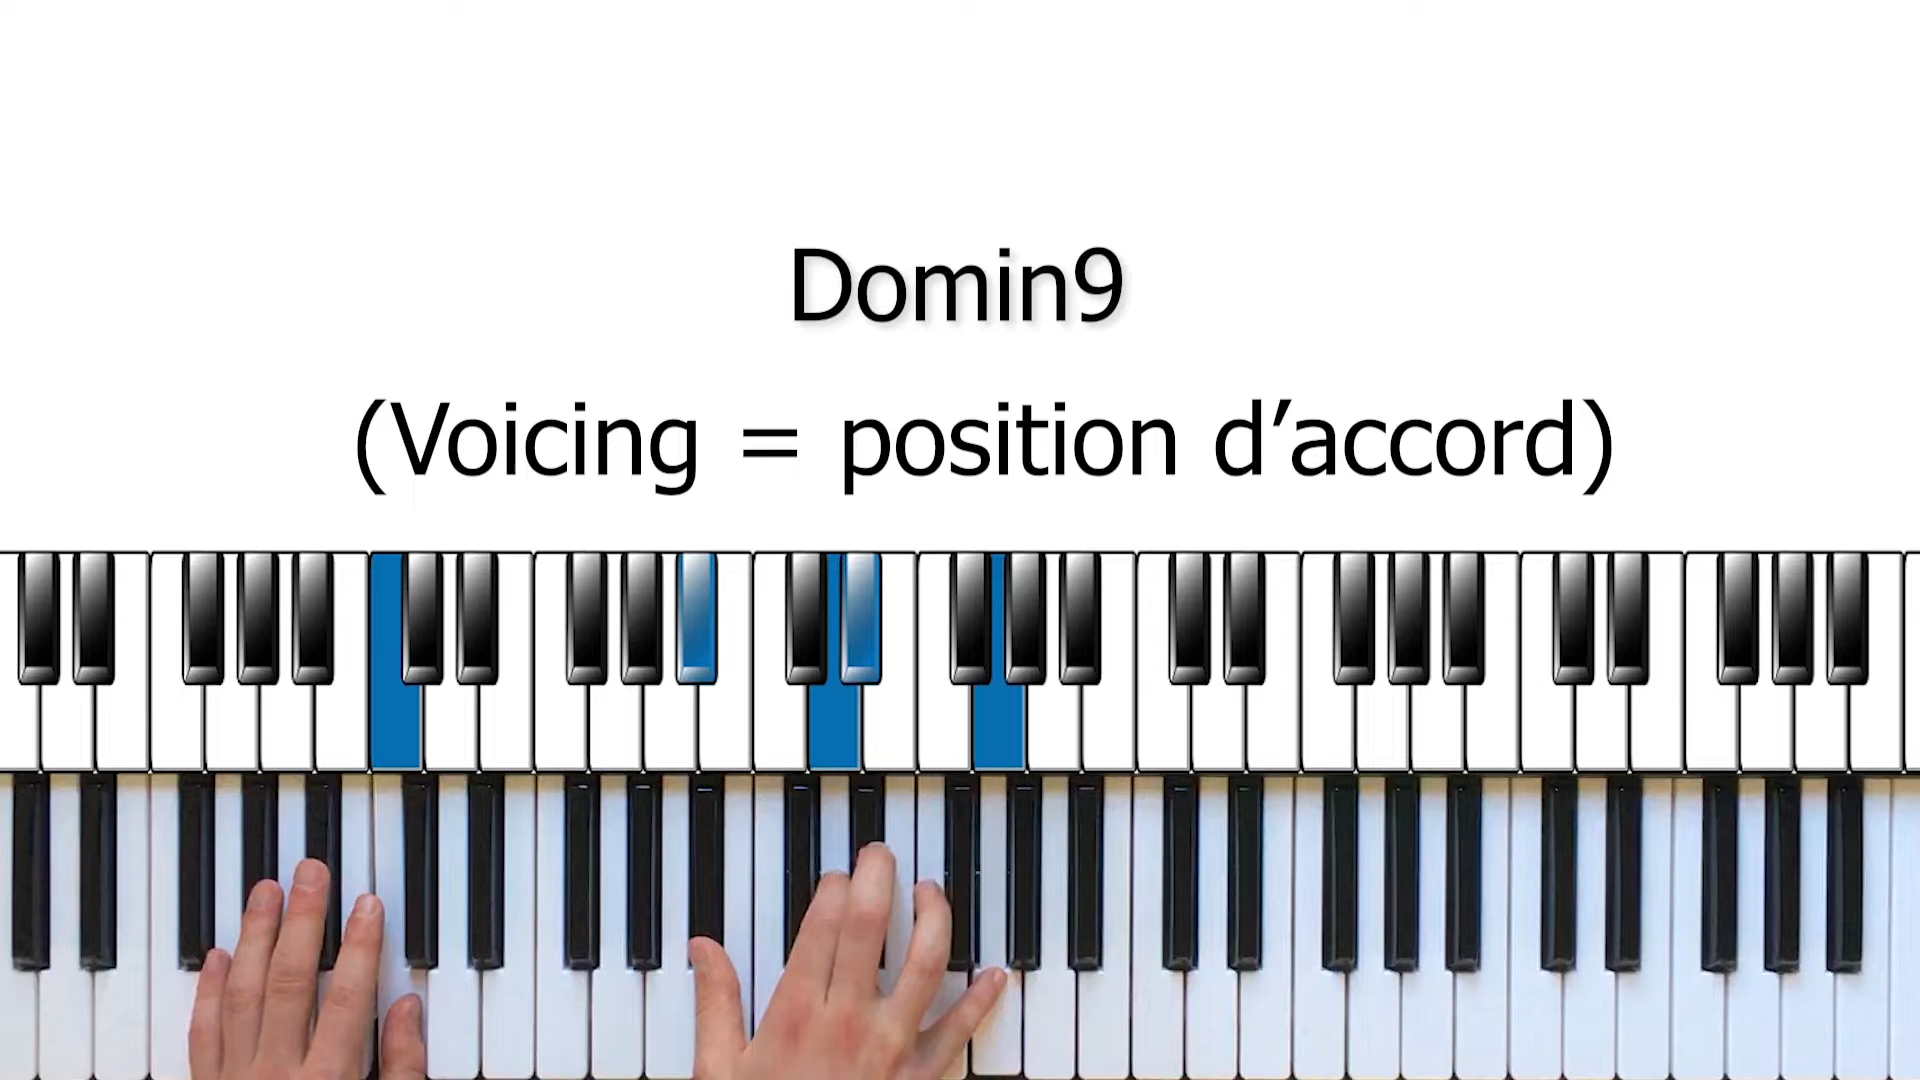 Domin9
(Voicing = position d’accord)